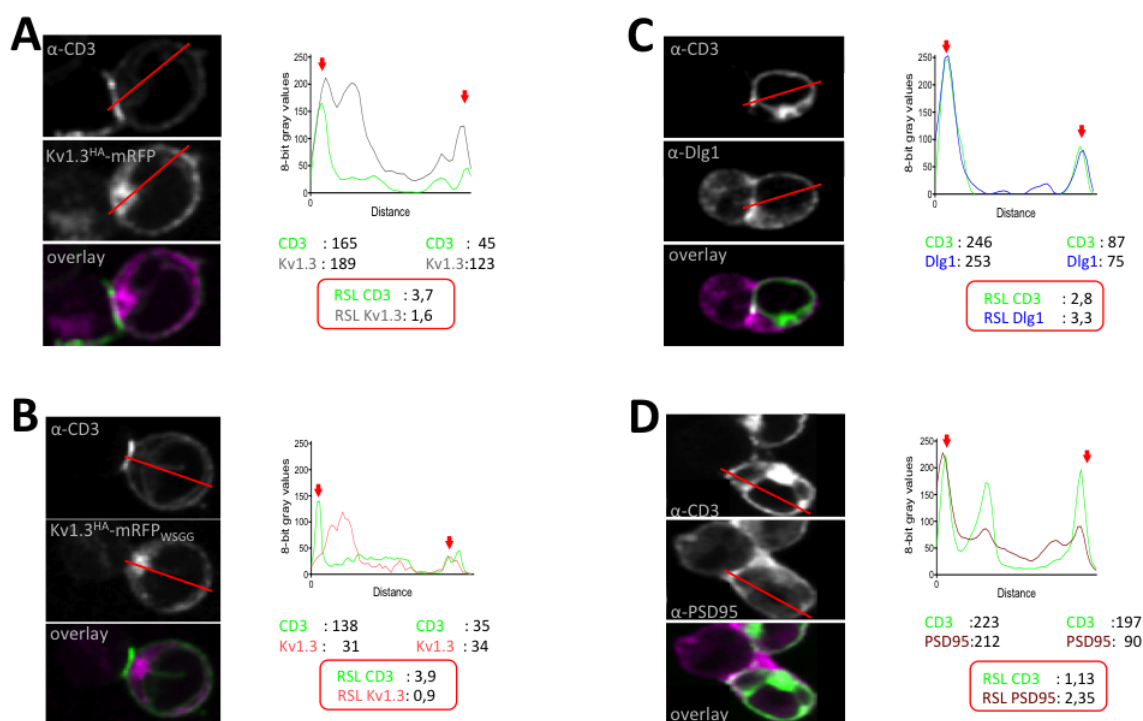 A
α-CD3
Kv1.3HA-mRFP
overlay
8-bit gray values
250
200
150
100
50
0
0
Distance
CD3 : 165 CD3 : 45
Kv1.3 : 189 Kv1.3:123
RSL CD3 : 3,7
RSL Kv1.3: 1,6
C
α-CD3
α-Dlg1
overlay
8-bit gray values
250
200
150
100
50
0
0
Distance
CD3 : 246 CD3 : 87
Dlg1: 253 Dlg1: 75
RSL CD3 : 2,8
RSL Dlg1 : 3,3
B
α-CD3
Kv1.3HA-mRFPWSGG
overlay
8-bit gray values
250
200
150
100
50
0
0
Distance
CD3 : 138 CD3 : 35
Kv1.3 : 31 Kv1.3 : 34
RSL CD3 : 3,9
RSL Kv1.3: 0,9
D
α-CD3
α-PSD95
overlay
8-bit gray values
250
200
150
100
50
0
0
Distance
CD3 :223 CD3 :197
PSD95:212 PSD95: 90
RSL CD3 : 1,13
RSL PSD95: 2,35